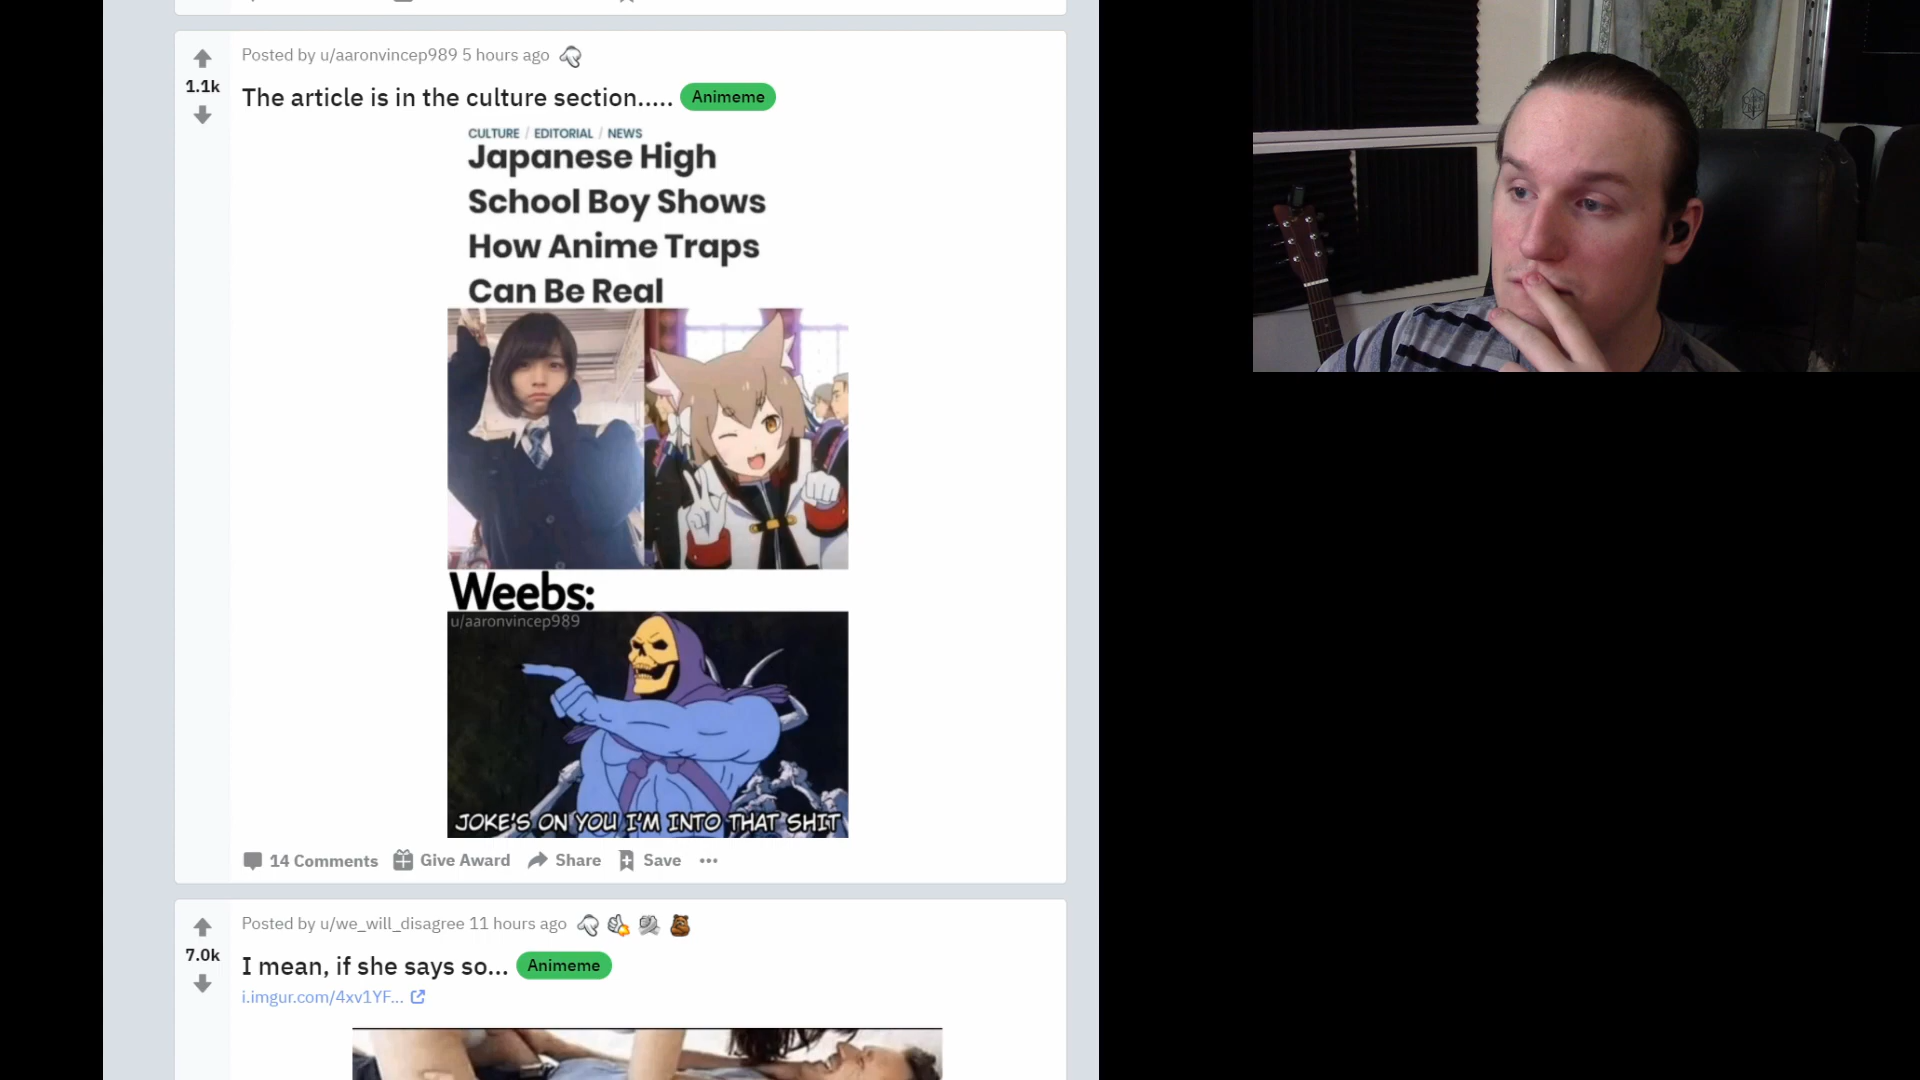 Posted by u/aaronvincep989 5 hours ago
1.1k
The article is in the culture section..... Animeme
CULTURE / EDITORIAL / NEWS
Japanese High
School Boy Shows
How Anime Traps
Can Be Real
Weebs:
u/aaronvincep989
JOKE'S ON YOU I'M INTO THAT SHIT
14 Comments Give Award Share Save
Posted by u/we_will_disagree 11 hours ago
7.0k
I mean, if she says so... Animeme
i.imgur.com/4xv1YF...